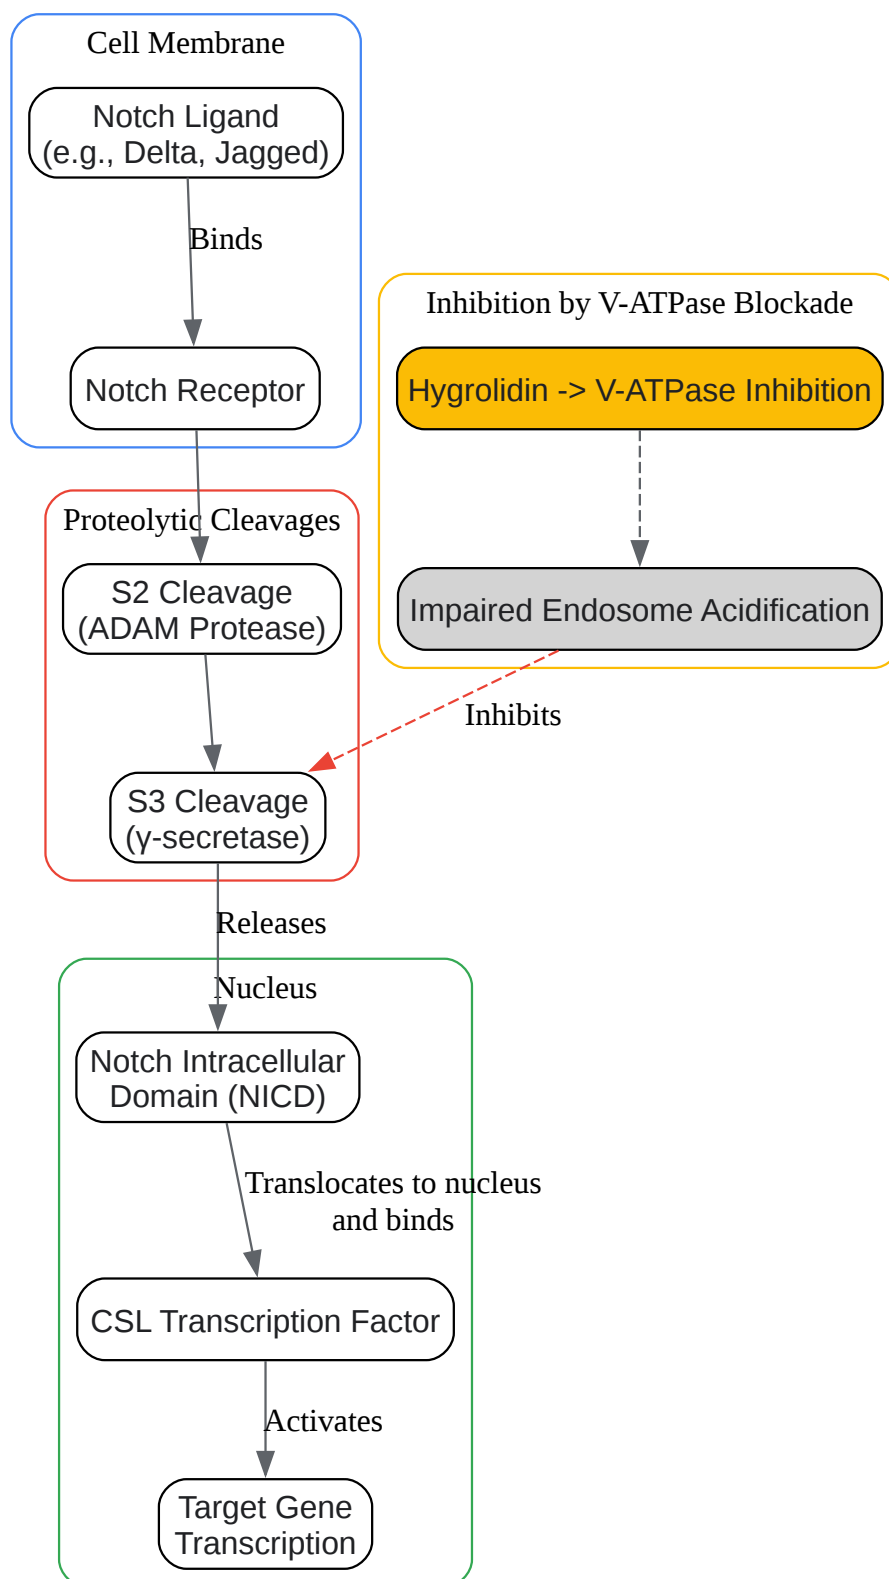 Cell Membrane
Notch Ligand
(e.g., Delta, Jagged)
Binds
Notch Receptor
Inhibition by V-ATPase Blockade
Hygrolidin -> V-ATPase Inhibition
Impaired Endosome Acidification
Inhibits
Proteolytic Cleavages
S2 Cleavage
(ADAM Protease)
S3 Cleavage
(γ-secretase)
Releases
Nucleus
Notch Intracellular
Domain (NICD)
Translocates to nucleus
and binds
CSL Transcription Factor
Activates
Target Gene
Transcription